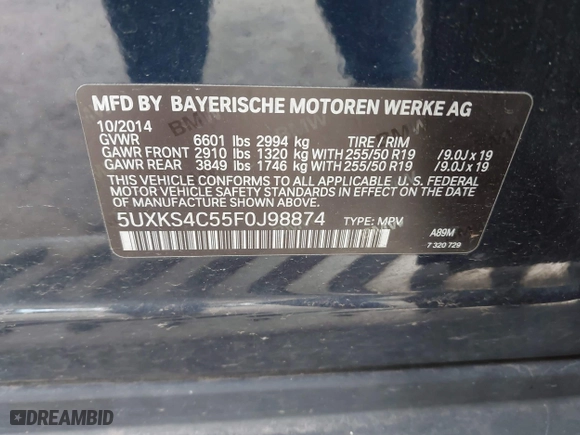 MFD BY BAYERISCHE MOTOREN WERKE AG
10/2014
GVWR 6601 lbs 2994 kg TIRE / RIM
GAWR FRONT 2910 lbs 1320 kg WITH 255/50 R19 /9.0J x 19
GAWR REAR 3849 lbs 1746 kg WITH 255/50 R19 /9.0J x 19
THIS VEHICLE CONFORMS TO ALL APPLICABLE U. S. FEDERAL
MOTOR VEHICLE SAFETY STANDARDS IN EFFECT ON THE DATE
OF MANUFACTURE SHOWN ABOVE.
5UXKS4C55F0J98874 TYPE: MPV
A89M
7 320 729
DREAMBID